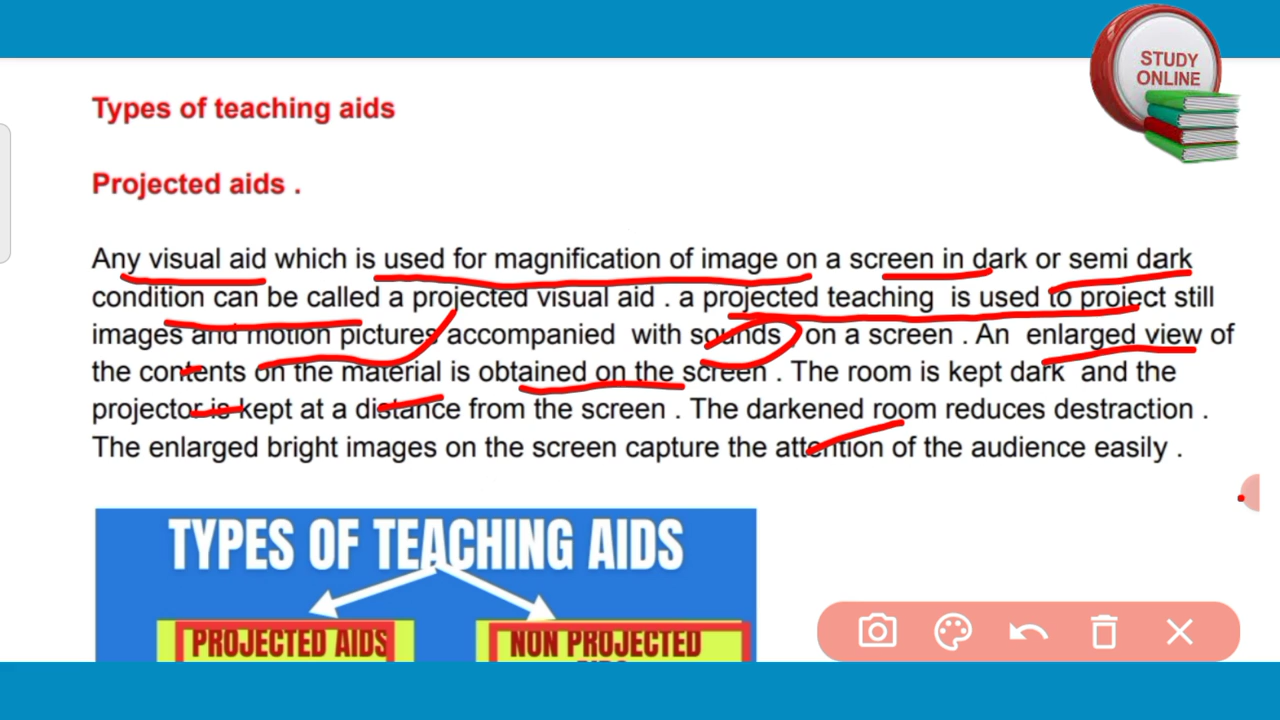 STUDY
ONLINE
Types of teaching aids
Projected aids .
Any visual aid which is used for magnification of image on a screen in dark or semi dark
condition can be called a projected visual aid . a projected teaching is used to project still
images and motion pictures accompanied with sounds on a screen . An enlarged view of
the contents on the material is obtained on the screen . The room is kept dark and the
projector is kept at a distance from the screen . The darkened room reduces destraction .
The enlarged bright images on the screen capture the attention of the audience easily .
TYPES OF TEACHING AIDS
PROJECTED AIDS
NON PROJECTED